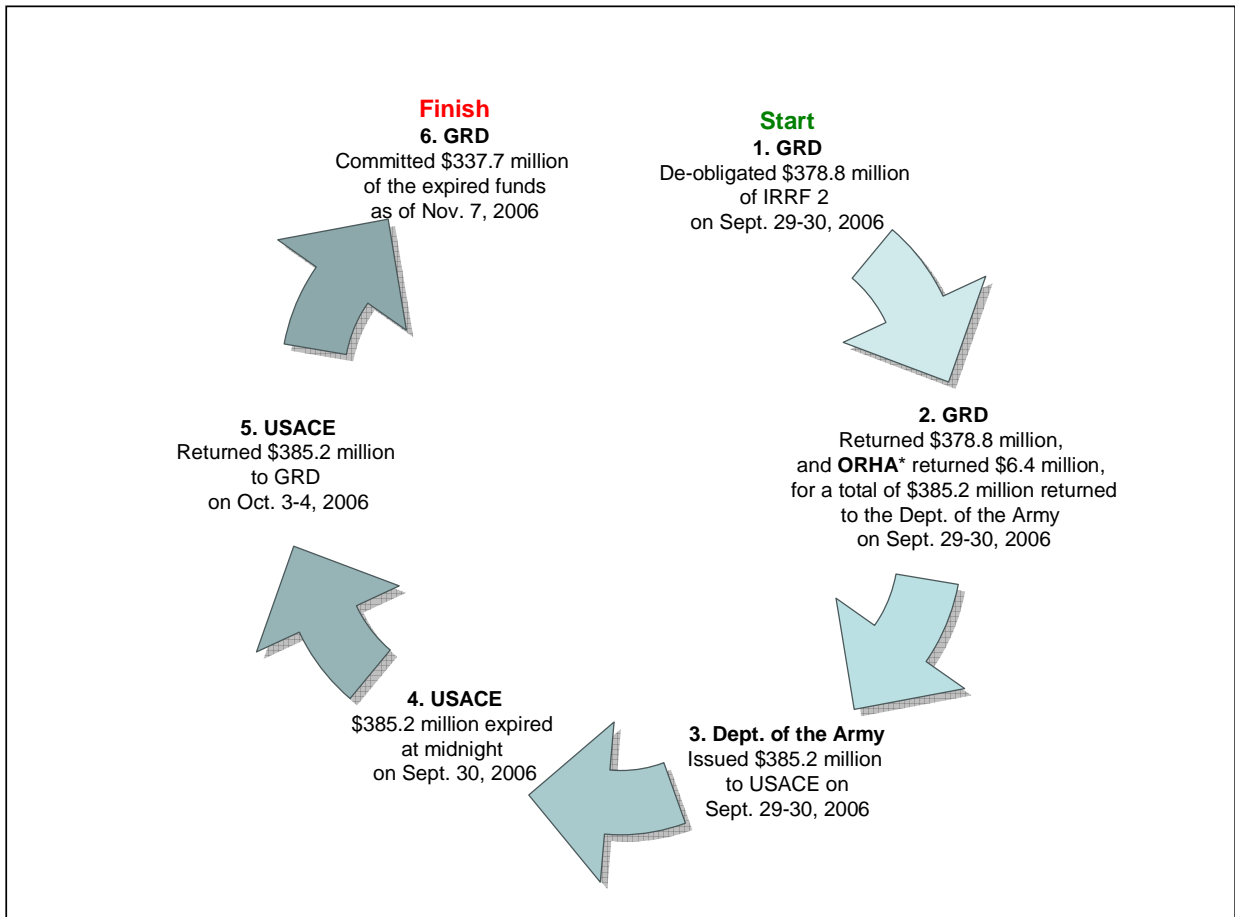 Start
1. GRD
De-obligated $378.8 million
of IRRF 2
on Sept. 29-30, 2006
2. GRD
Returned $378.8 million,
and ORHA* returned $6.4 million,
for a total of $385.2 million returned
to the Dept. of the Army
on Sept. 29-30, 2006
3. Dept. of the Army
Issued $385.2 million
to USACE on
Sept. 29-30, 2006
4. USACE
$385.2 million expired
at midnight
on Sept. 30, 2006
5. USACE
Returned $385.2 million
to GRD
on Oct. 3-4, 2006
Finish
6. GRD
Committed $337.7 million
of the expired funds
as of Nov. 7, 2006